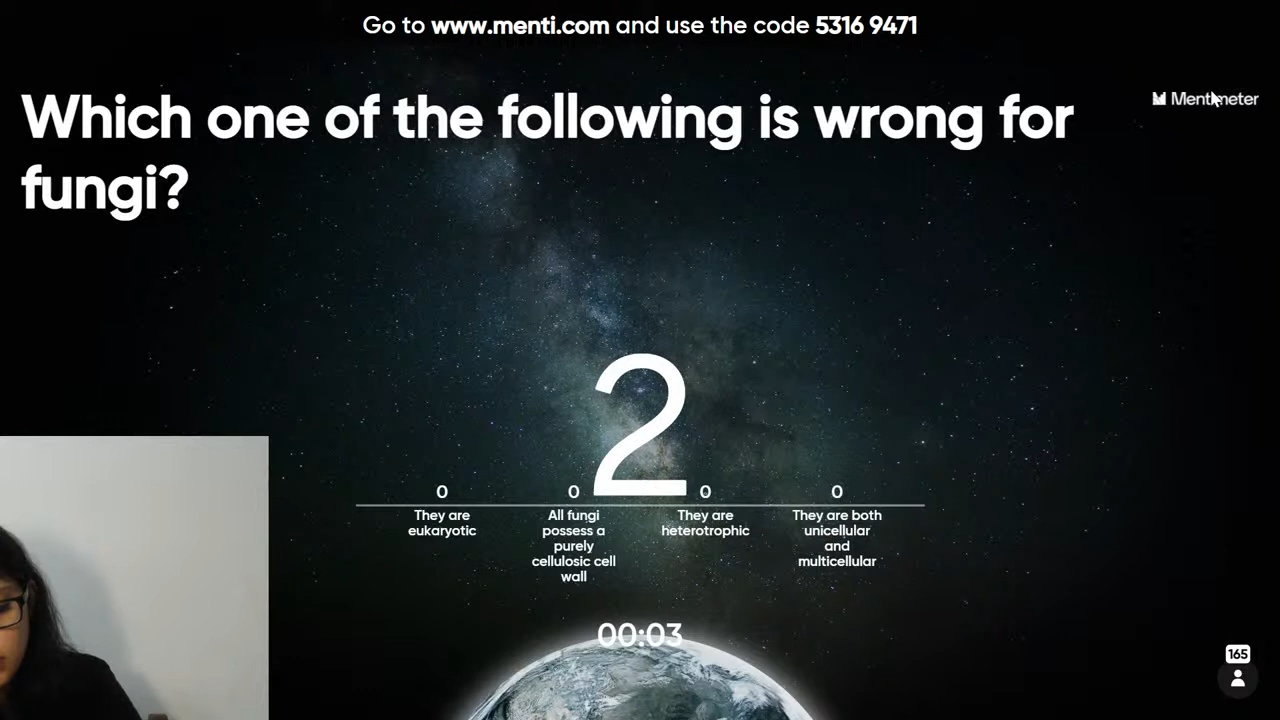 Go to www.menti.com and use the code 5316 9471
Which one of the following is wrong for
fungi?
Mentimeter
2
0
0
0
0
They are
eukaryotic
All fungi
possess a
purely
cellulosic cell
wall
They are
heterotrophic
They are both
unicellular
and
multicellular
00:03
165